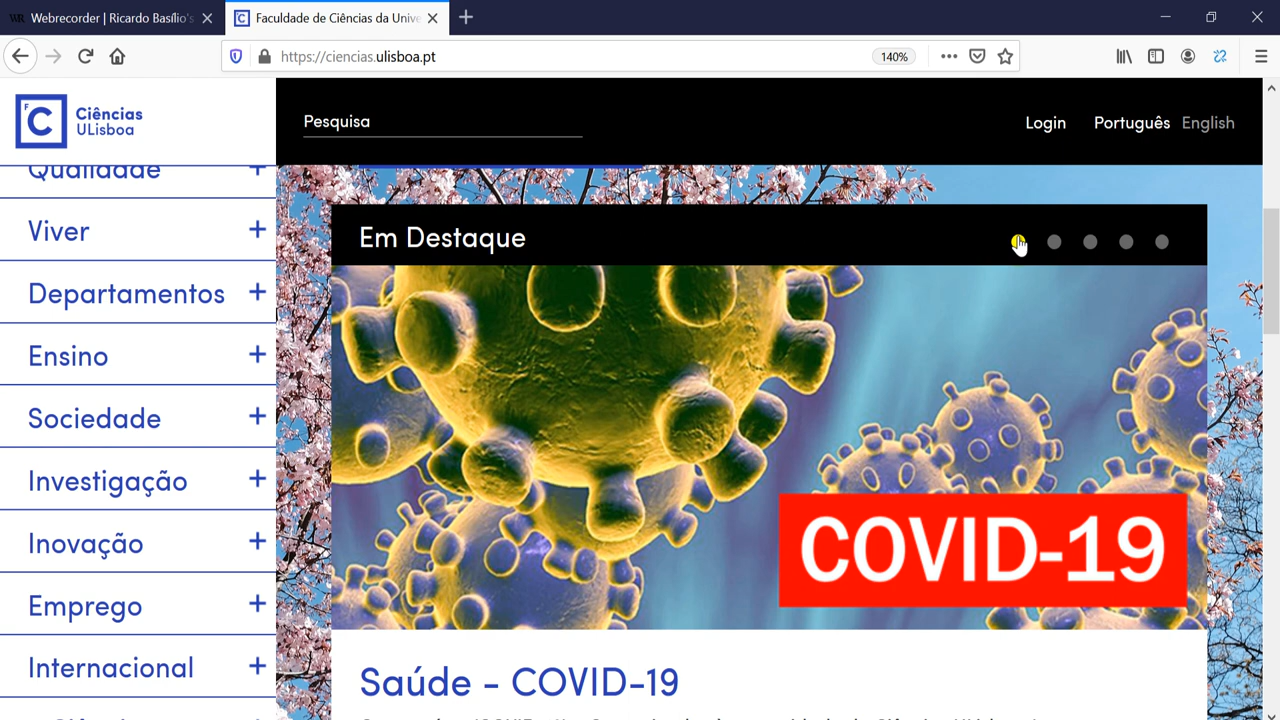 Webrecorder | Ricardo Basílio's
Faculdade de Ciências da Unive
https://ciencias.ulisboa.pt
140%
C
F
Ciências
ULisboa
Pesquisa
Login
Português
English
Qualidade
Viver
Departamentos
Ensino
Sociedade
Investigação
Inovação
Emprego
Internacional
Em Destaque
COVID-19
Saúde - COVID-19